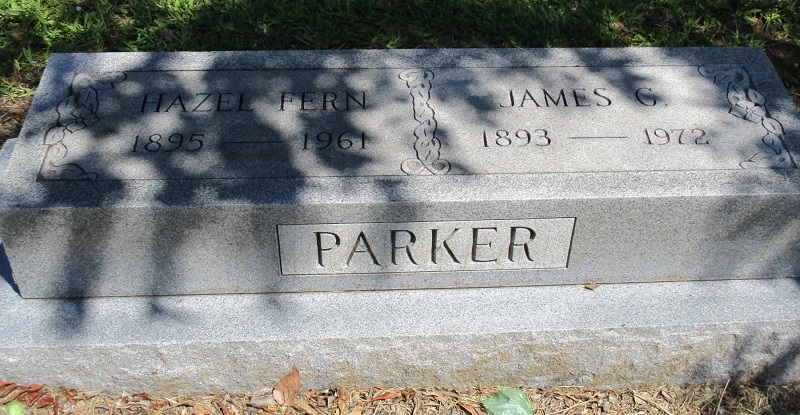 HAZEL FERN
1895 — 1961
JAMES G.
1893 — 1972
PARKER